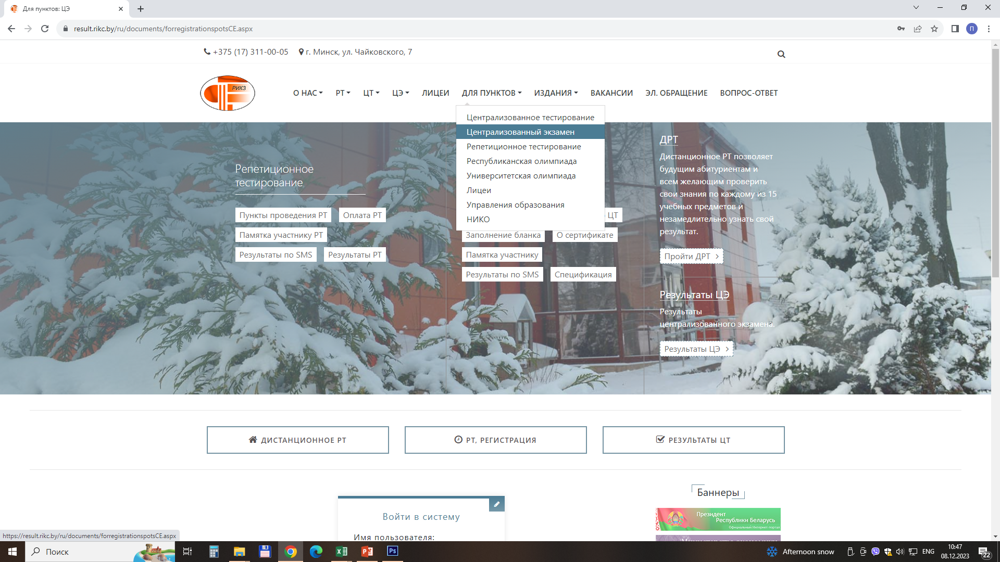 Для пунктов: ЦЭ
result.rikc.by/ru/documents/forregistrationspotsCE.aspx
П
+375 (17) 311-00-05
г. Минск, ул. Чайковского, 7
РИКЗ
О НАС
РТ
ЦТ
ЦЭ
ЛИЦЕИ
ДЛЯ ПУНКТОВ
ИЗДАНИЯ
ВАКАНСИИ
ЭЛ. ОБРАЩЕНИЕ
ВОПРОС-ОТВЕТ
Централизованное тестирование
Централизованный экзамен
Репетиционное тестирование
Республиканская олимпиада
Университетская олимпиада
Лицеи
Управления образования
НИКО
Репетиционное
тестирование
Пункты проведения РТ
Оплата РТ
Памятка участнику РТ
Результаты по SMS
Результаты РТ
ЦТ
Заполнение бланка
О сертификате
Памятка участнику
Результаты по SMS
Спецификация
ДРТ
Дистанционное РТ позволяет
будущим абитуриентам и
всем желающим проверить
свои знания по каждому из 15
учебных предметов и
незамедлительно узнать свой
результат.
Пройти ДРТ
Результаты ЦЭ
Результаты
централизованного экзамена.
Результаты ЦЭ
ДИСТАНЦИОННОЕ РТ
РТ, РЕГИСТРАЦИЯ
РЕЗУЛЬТАТЫ ЦТ
Войти в систему
Имя пользователя:
Баннеры
Президент
Республики Беларусь
Официальный Интернет-портал
https://result.rikc.by/ru/documents/forregistrationspotsCE.aspx
Поиск
Ps
Afternoon snow
ENG
10:47
08.12.2023
22